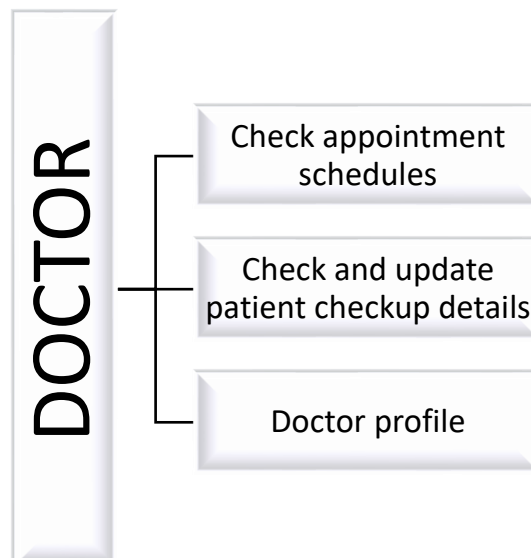 DOCTOR
Check appointment
schedules
Check and update
patient checkup details
Doctor profile